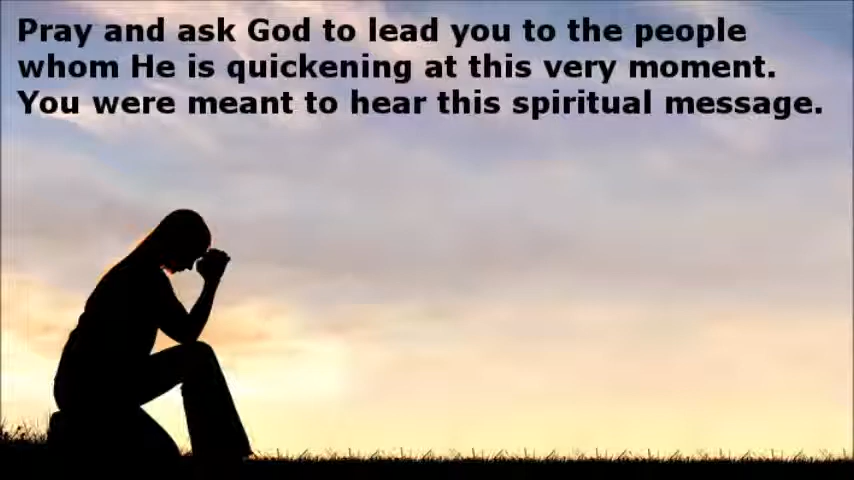 Pray and ask God to lead you to the people
whom He is quickening at this very moment.
You were meant to hear this spiritual message.